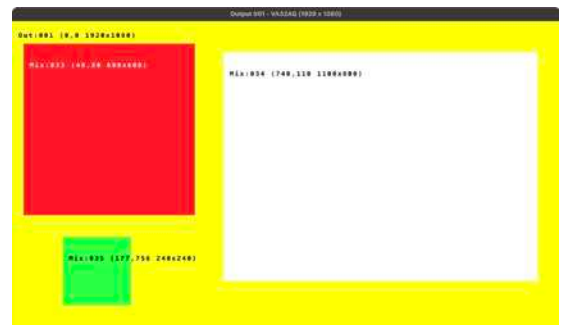 Output 001 - VA32AQ (1920 x 1080)
Out:001 (0,0 1920x1080)
Mix:033 (40,80 600x600)
Mix:034 (740,110 1100x800)
Mix:035 (177,756 240x240)